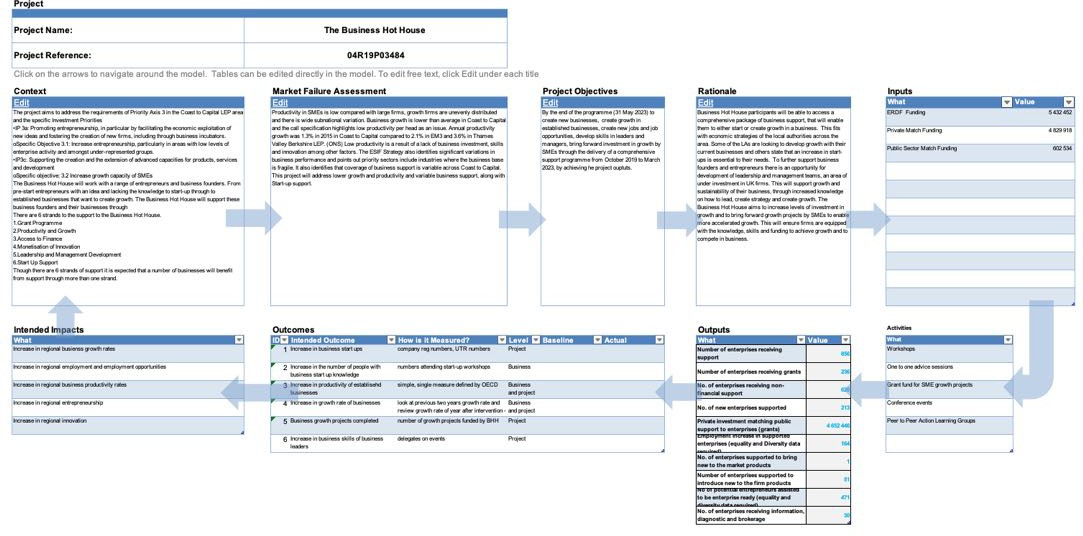 Project
Project Name:
The Business Hot House
Project Reference:
04R19P03484
Click on the arrows to navigate around the model. Tables can be edited directly in the model. To edit free text, click Edit under each title
Context
Edit
The project aims to address the requirements of Priority Axis 3 in the Coast to Capital LEP area
and the specific Investment Priorities
<IP 3a: Promoting entrepreneurship, in particular by facilitating the economic exploitation of
new ideas and fostering the creation of new firms, including through business incubators.
oSpecific Objective 3.1: Increase entrepreneurship, particularly in areas with low levels of
enterprise activity and amongst under-represented groups.
<IP3c: Supporting the creation and the extension of advanced capacities for products, services
and development
oSpecific objective: 3.2 Increase growth capacity of SMEs
The Business Hot House will work with a range of entrepreneurs and business founders. From
pre-start entrepreneurs with an idea and lacking the knowledge to start-up through to
established businesses that want to create growth. The Business Hot House will support these
business founders and their businesses through
There are 6 strands to the support to the Business Hot House.
1.Grant Programme
2.Productivity and Growth
3.Access to Finance
4.Monetisation of Innovation
5.Leadership and Management Development
6.Start Up Support
Though there are 6 strands of support it is expected that a number of businesses will benefit
from support through more than one strand.
Market Failure Assessment
Edit
Productivity in SMEs is low compared with large firms, growth firms are unevenly distributed
and there is wide subnational variation. Business growth is lower than average in Coast to Capital
and the call specification highlights low productivity per head as an issue. Annual productivity
growth was 1.3% in 2015 in Coast to Capital compared to 2.1% in EM3 and 3.6% in Thames
Valley Berkshire LEP. (ONS) Low productivity is a result of a lack of business investment, skills
and innovation among other factors. The ESIF Strategy also identifies significant variations in
business performance and points out priority sectors include industries where the business base
is fragile. It also identifies that coverage of business support is variable across Coast to Capital.
This project will address lower growth and productivity and variable business support, along with
Start-up support.
Project Objectives
Edit
By the end of the programme (31 May 2023) to
create new businesses, create growth in
established businesses, create new jobs and job
opportunities, develop skills in leaders and
managers, bring forward investment in growth by
SMEs through the delivery of a comprehensive
support programme from October 2019 to March
2023, by achieving he project ouptuts.
Rationale
Edit
Business Hot House participants will be able to access a
comprehensive package of business support, that will enable
them to either start or create growth in a business. This fits
with economic strategies of the local authorities across the
area. Some of the LAs are looking to develop growth with their
current businesses and others state that an increase in start-
ups is essential to their needs. To further support business
founders and entrepreneurs there is an opportunity for
development of leadership and management teams, an area of
under investment in UK firms. This will support growth and
sustainability of their business, through increased knowledge
on how to lead, create strategy and create growth. The
Business Hot House aims to increase levels of investment in
growth and to bring forward growth projects by SMEs to enable
more accelerated growth. This will ensure firms are equipped
with the knowledge, skills and funding to achieve growth and to
compete in business.
Inputs
What Value
ERDF Funding 5 432 452
Private Match Funding 4 829 918
Public Sector Match Funding 602 534
Intended Impacts
What
Increase in regional business growth rates
Increase in regional employment and employment opportunities
Increase in regional business productivity rates
Increase in regional entrepreneurship
Increase in regional innovation
Outcomes
ID Intended Outcome How is it Measured? Level Baseline Actual
1 Increase in business start ups company reg numbers, UTR numbers Project
2 Increase in the number of people with business start up knowledge numbers attending start-up workshops Business
3 Increase in productivity of establisehd businesses simple, single measure defined by OECD Business and project
4 Increase in growth rate of businesses look at previous two years growth rate and review growth rate of year after intervention - Business and project
5 Business growth projects completed number of growth projects funded by BHH Project
6 Increase in business skills of business leaders delegates on events Project
Outputs
What Value
Number of enterprises receiving support
Number of enterprises receiving grants 236
No. of enterprises receiving non-financial support
No. of new enterprises supported 213
Private investment matching public support to enterprises (grants) 4 652 446
Employment increase in supported enterprises (equality and Diversity data required) 164
No. of enterprises supported to bring new to the market products 1
Number of enterprises supported to introduce new to the firm products 51
No of potential entrepreneurs assisted to be enterprise ready (equality and diversity data required) 471
No. of enterprises receiving information, diagnostic and brokerage
Activities
What
Workshops
One to one advice sessions
Grant fund for SME growth projects
Conference events
Peer to Peer Action Learning Groups